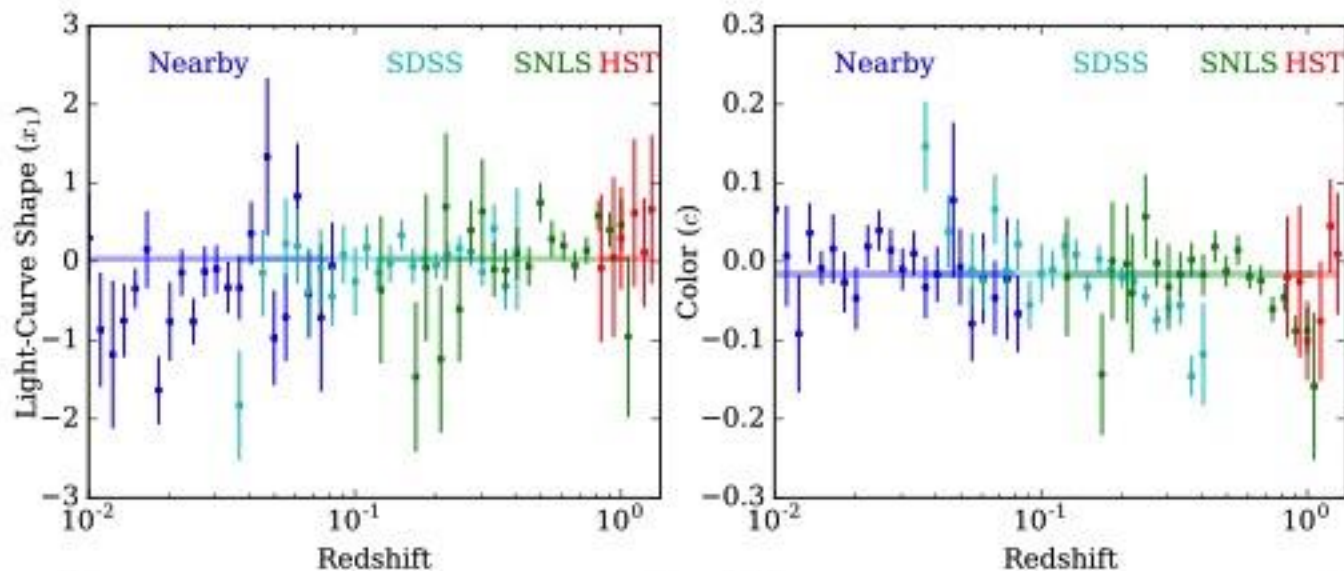 Light-Curve Shape (x₁)
3
2
1
0
−1
−2
−3
Nearby SDSS SNLS HST
10⁻² 10⁻¹ 10⁰
Redshift
Color (c)
0.3
0.2
0.1
0.0
−0.1
−0.2
−0.3
Nearby SDSS SNLS HST
10⁻² 10⁻¹ 10⁰
Redshift